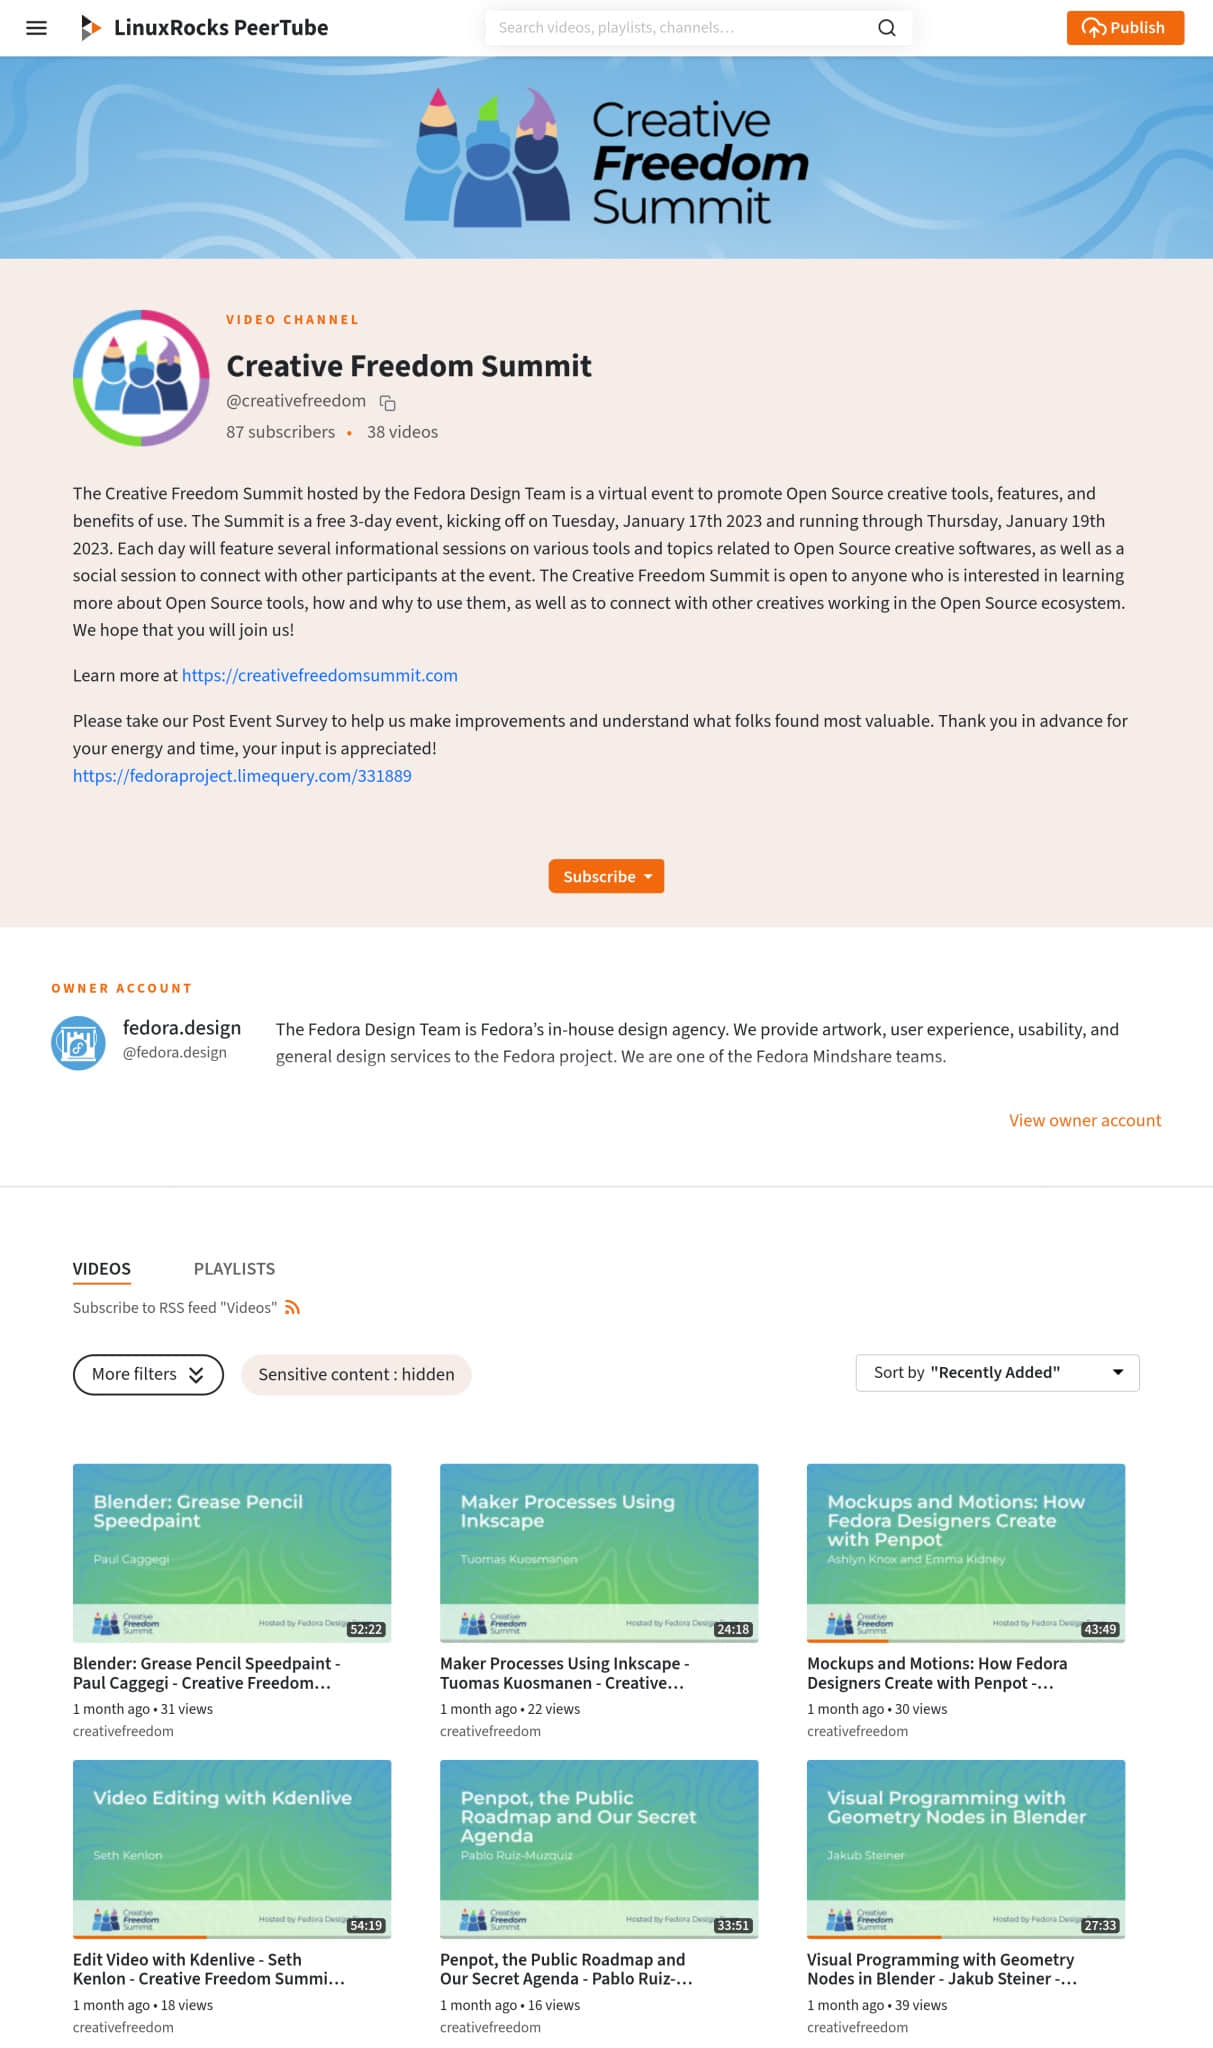 LinuxRocks PeerTube
Search videos, playlists, channels…
Publish
Creative
Freedom
Summit
VIDEO CHANNEL
Creative Freedom Summit
@creativefreedom
87 subscribers • 38 videos
The Creative Freedom Summit hosted by the Fedora Design Team is a virtual event to promote Open Source creative tools, features, and
benefits of use. The Summit is a free 3-day event, kicking off on Tuesday, January 17th 2023 and running through Thursday, January 19th
2023. Each day will feature several informational sessions on various tools and topics related to Open Source creative softwares, as well as a
social session to connect with other participants at the event. The Creative Freedom Summit is open to anyone who is interested in learning
more about Open Source tools, how and why to use them, as well as to connect with other creatives working in the Open Source ecosystem.
We hope that you will join us!
Learn more at https://creativefreedomsummit.com
Please take our Post Event Survey to help us make improvements and understand what folks found most valuable. Thank you in advance for
your energy and time, your input is appreciated!
https://fedoraproject.limequery.com/331889
Subscribe
OWNER ACCOUNT
fedora.design
@fedora.design
The Fedora Design Team is Fedora's in-house design agency. We provide artwork, user experience, usability, and
general design services to the Fedora project. We are one of the Fedora Mindshare teams.
View owner account
VIDEOS
PLAYLISTS
Subscribe to RSS feed "Videos"
More filters
Sensitive content : hidden
Sort by "Recently Added"
Blender: Grease Pencil
Speedpaint
Paul Caggegi
Creative
Freedom
Summit
Hosted by Fedora Design
52:22
Blender: Grease Pencil Speedpaint -
Paul Caggegi - Creative Freedom…
1 month ago • 31 views
creativefreedom
Maker Processes Using
Inkscape
Tuomas Kuosmanen
Creative
Freedom
Summit
Hosted by Fedora Design
24:18
Maker Processes Using Inkscape -
Tuomas Kuosmanen - Creative…
1 month ago • 22 views
creativefreedom
Mockups and Motions: How
Fedora Designers Create
with Penpot
Ashlyn Knox and Emma Kidney
Creative
Freedom
Summit
Hosted by Fedora Design
43:49
Mockups and Motions: How Fedora
Designers Create with Penpot -…
1 month ago • 30 views
creativefreedom
Video Editing with Kdenlive
Seth Kenlon
Creative
Freedom
Summit
Hosted by Fedora Design
54:19
Edit Video with Kdenlive - Seth
Kenlon - Creative Freedom Summi…
1 month ago • 18 views
creativefreedom
Penpot, the Public
Roadmap and Our Secret
Agenda
Pablo Ruiz-Múzquiz
Creative
Freedom
Summit
Hosted by Fedora Design
33:51
Penpot, the Public Roadmap and
Our Secret Agenda - Pablo Ruiz-…
1 month ago • 16 views
creativefreedom
Visual Programming with
Geometry Nodes in Blender
Jakub Steiner
Creative
Freedom
Summit
Hosted by Fedora Design
27:33
Visual Programming with Geometry
Nodes in Blender - Jakub Steiner -…
1 month ago • 39 views
creativefreedom